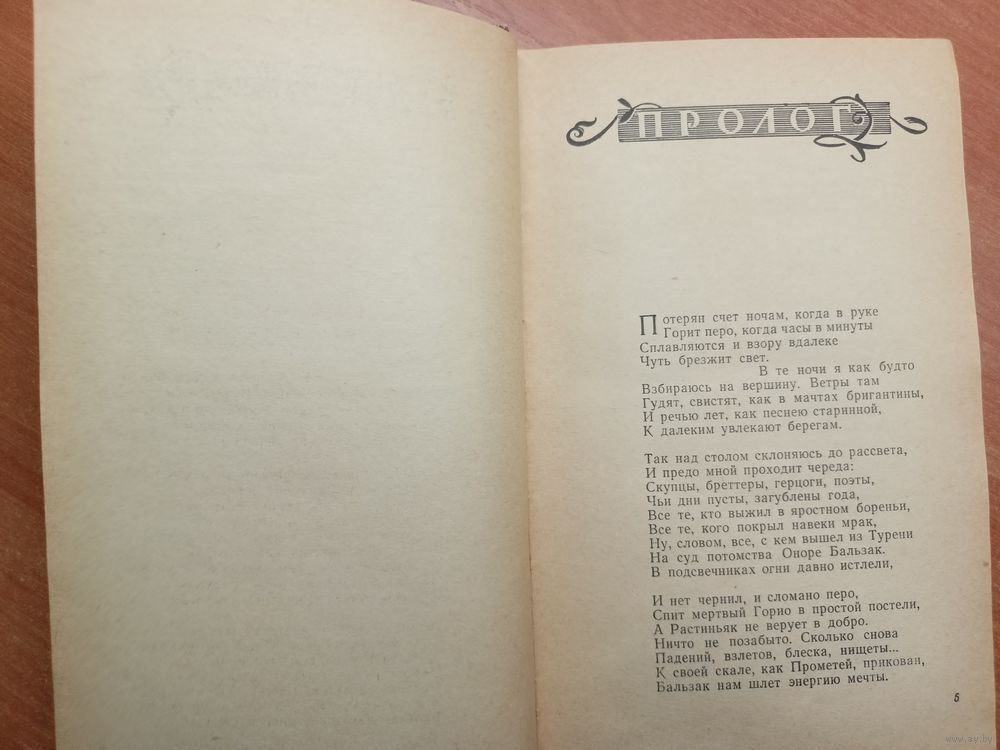 ПРОЛОГ
Потерян счет ночам, когда в руке
Горит перо, когда часы в минуты
Сплавляются и взору вдалеке
Чуть брезжит свет.
В те ночи я как будто
Взбираюсь на вершину. Ветры там
Гудят, свистят, как в мачтах бригантины,
И речью лет, как песнею старинной,
К далеким увлекают берегам.
Так над столом склоняюсь до рассвета,
И предо мной проходит череда:
Скупцы, бреттеры, герцоги, поэты,
Чьи дни пусты, загублены года,
Все те, кто выжил в яростном бореньи,
Все те, кого покрыл навеки мрак,
Ну, словом, все, с кем вышел из Турени
На суд потомства Оноре Бальзак.
В подсвечниках огни давно истлели,
И нет чернил, и сломано перо,
Спит мертвый Горио в простой постели,
А Растиньяк не верует в добро.
Ничто не позабыто. Сколько снова
Падений, взлетов, блеска, нищеты...
К своей скале, как Прометей, прикован,
Бальзак нам шлет энергию мечты.
5
www.ay.by